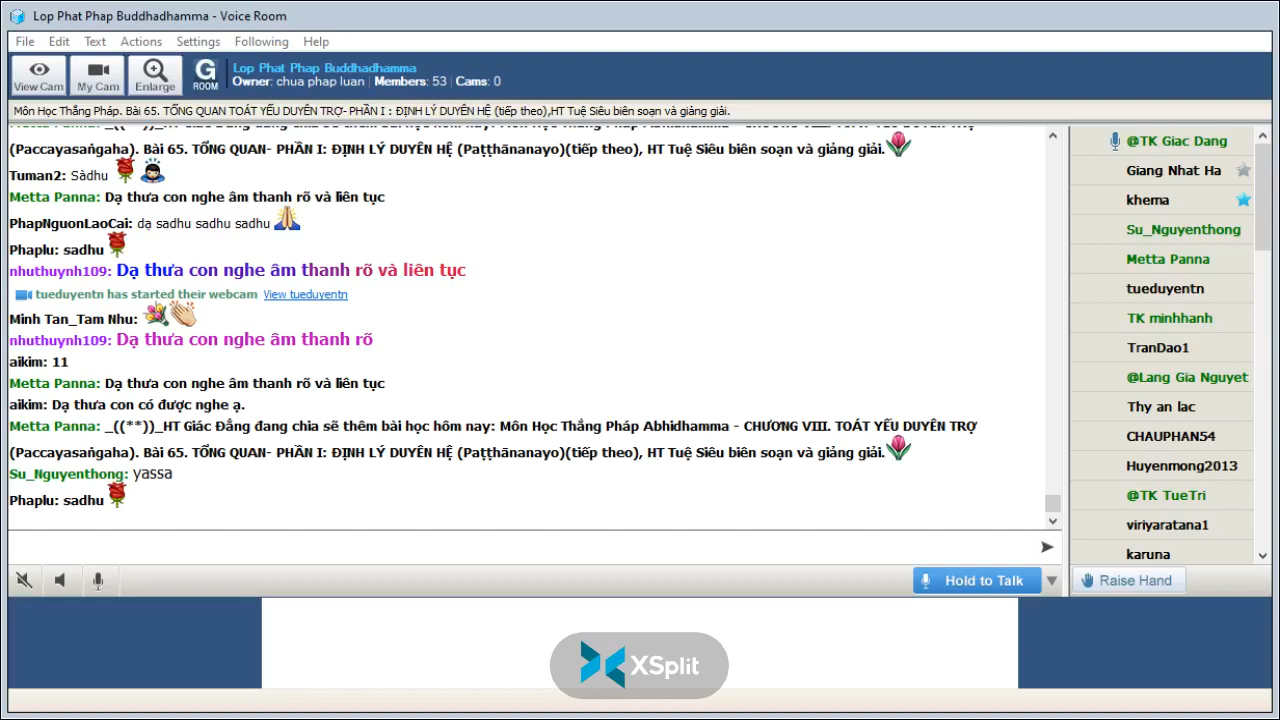 Lop Phat Phap Buddhadhamma - Voice Room
File Edit Text Actions Settings Following Help
View Cam My Cam Enlarge G ROOM
Lop Phat Phap Buddhadhamma
Owner: chua phap luan | Members: 53 | Cams: 0
Môn Học Thắng Pháp. Bài 65. TỔNG QUAN TOÁT YẾU DUYÊN TRỢ- PHẦN I : ĐỊNH LÝ DUYÊN HỆ (tiếp theo),HT Tuệ Siêu biên soạn và giảng giải.
(Paccayasaṅgaha). Bài 65. TỔNG QUAN- PHẦN I: ĐỊNH LÝ DUYÊN HỆ (Paṭṭhānanayo)(tiếp theo), HT Tuệ Siêu biên soạn và giảng giải.
Tuman2: Sàdhu
Metta Panna: Dạ thưa con nghe âm thanh rõ và liên tục
PhapNguonLaoCai: dạ sadhu sadhu sadhu
Phaplu: sadhu
nhuthuynh109: Dạ thưa con nghe âm thanh rõ và liên tục
tueduyentn has started their webcam View tueduyentn
Minh Tan_Tam Nhu:
nhuthuynh109: Dạ thưa con nghe âm thanh rõ
aikim: 11
Metta Panna: Dạ thưa con nghe âm thanh rõ và liên tục
aikim: Dạ thưa con có được nghe ạ.
Metta Panna: _((**))_HT Giác Đẳng đang chia sẽ thêm bài học hôm nay: Môn Học Thắng Pháp Abhidhamma - CHƯƠNG VIII. TOÁT YẾU DUYÊN TRỢ
(Paccayasaṅgaha). Bài 65. TỔNG QUAN- PHẦN I: ĐỊNH LÝ DUYÊN HỆ (Paṭṭhānanayo)(tiếp theo), HT Tuệ Siêu biên soạn và giảng giải.
Su_Nguyenthong: yassa
Phaplu: sadhu
@TK Giac Dang
Giang Nhat Ha
khema
Su_Nguyenthong
Metta Panna
tueduyentn
TK minhhanh
TranDao1
@Lang Gia Nguyet
Thy an lac
CHAUPHAN54
Huyenmong2013
@TK TueTri
viriyaratana1
karuna
Hold to Talk
Raise Hand
XSplit